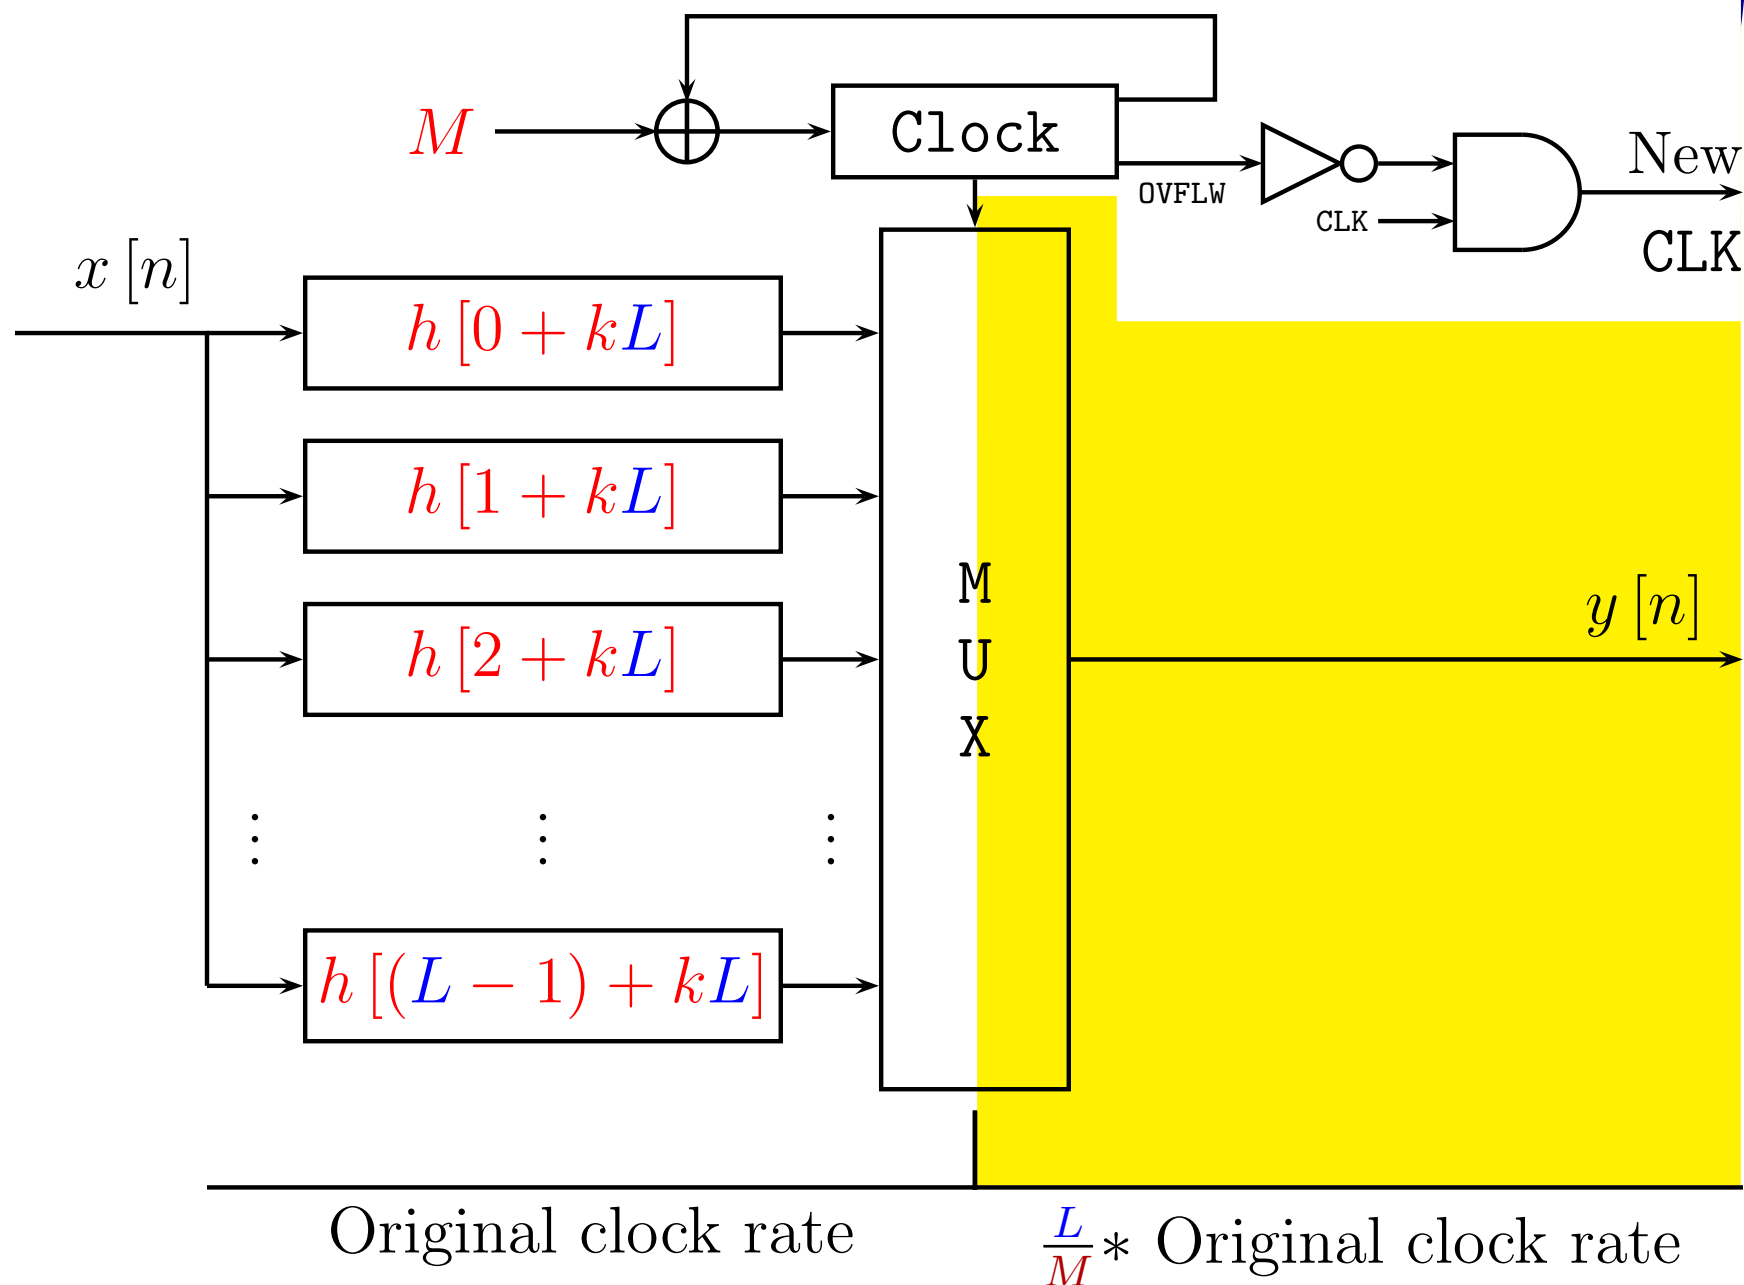 M
Clock
OVFLW
CLK
New
CLK
x [n]
h [0 + kL]
h [1 + kL]
h [2 + kL]
⋮ ⋮ ⋮
h [(L − 1) + kL]
M
U
X
y [n]
Original clock rate
L/M * Original clock rate